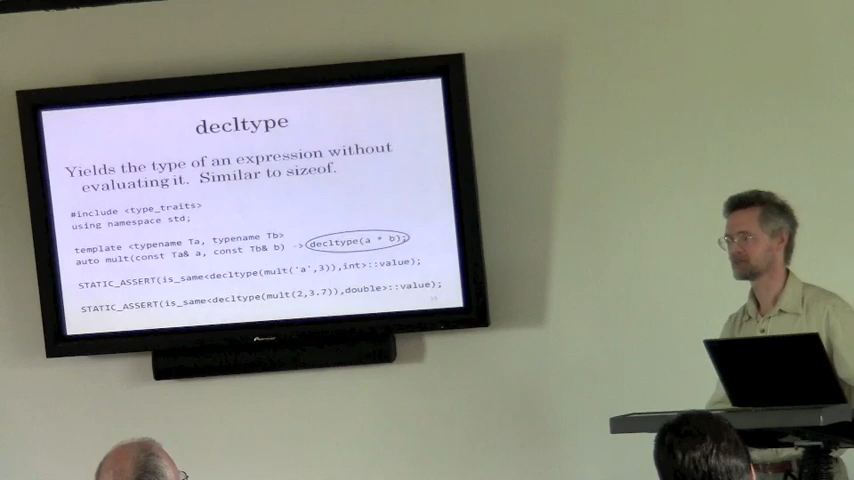 decltype
Yields the type of an expression without
evaluating it. Similar to sizeof.
#include <type_traits>
using namespace std;
template <typename Ta, typename Tb>
auto mult(const Ta& a, const Tb& b) -> decltype(a * b);
STATIC_ASSERT(is_same<decltype(mult('a',3)),int>::value);
STATIC_ASSERT(is_same<decltype(mult(2,3.7)),double>::value);
Pioneer